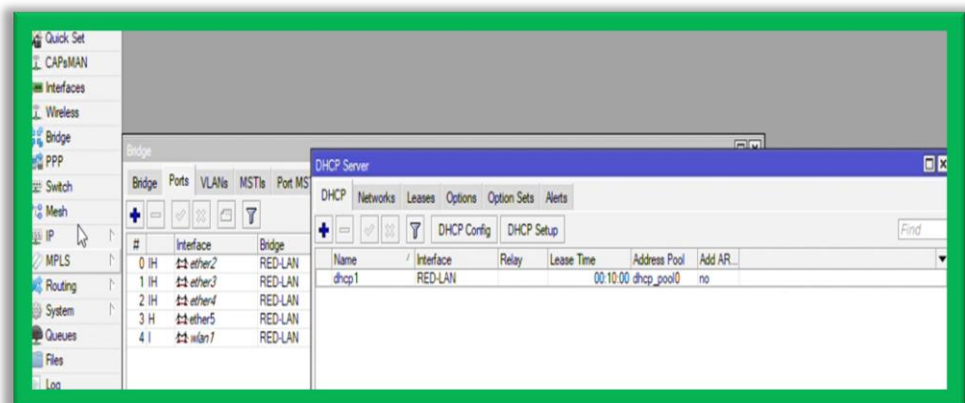 Quick Set
CAPsMAN
Interfaces
Wireless
Bridge
PPP
Switch
Mesh
IP
MPLS
Routing
System
Queues
Files
Log
Bridge
Bridge Ports VLANs MSTIs Port MS
# Interface Bridge
0 IH ether2 RED-LAN
1 IH ether3 RED-LAN
2 IH ether4 RED-LAN
3 H ether5 RED-LAN
4 I wlan1 RED-LAN
DHCP Server
DHCP Networks Leases Options Option Sets Alerts
DHCP Config DHCP Setup Find
Name / Interface Relay Lease Time Address Pool Add AR...
dhcp1 RED-LAN 00:10:00 dhcp_pool0 no